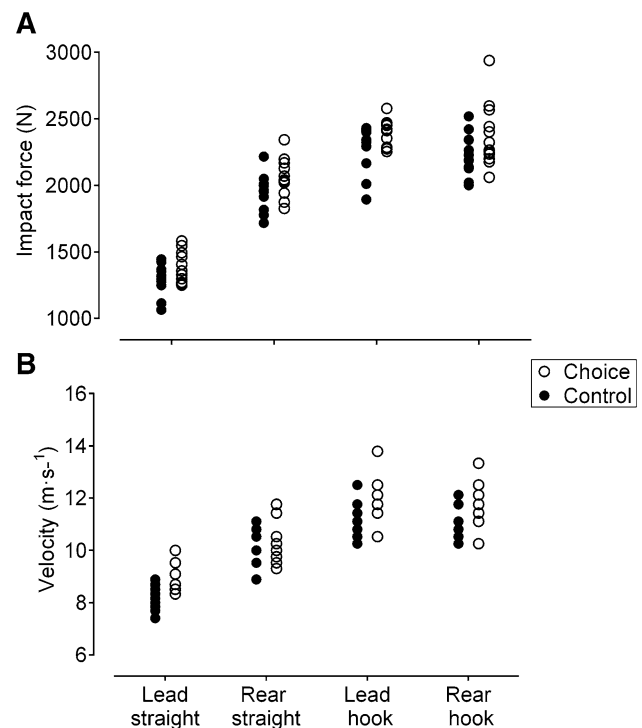 A
Impact force (N)
3000
2500
2000
1500
1000
B
Choice
Control
Velocity (m·s-¹)
16
14
12
10
8
6
Lead straight
Rear straight
Lead hook
Rear hook